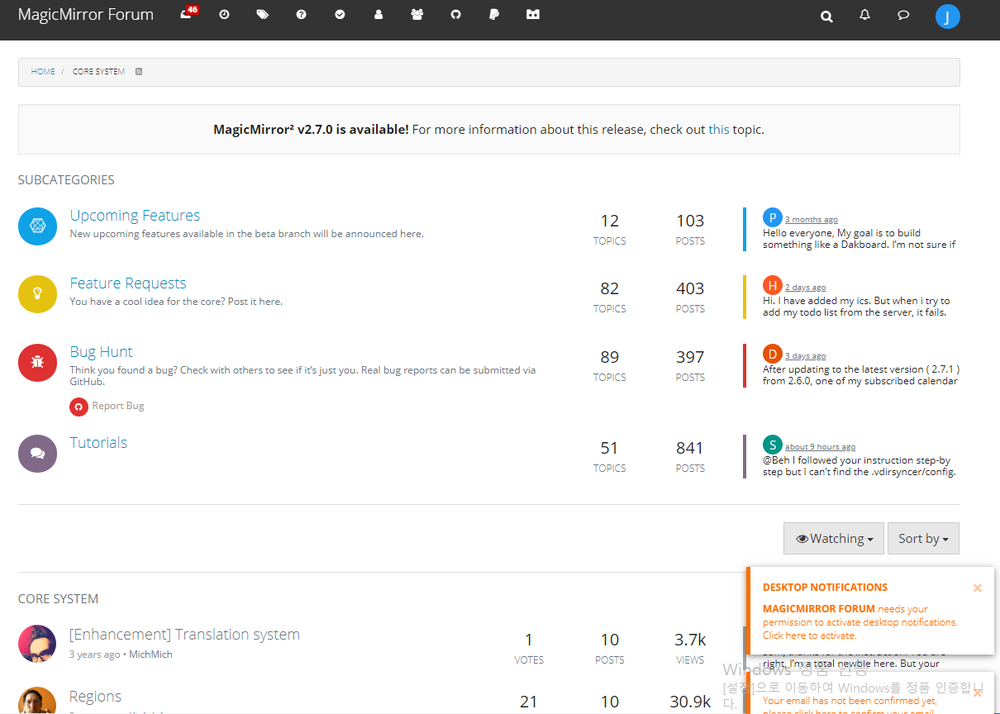 MagicMirror Forum
46
J
HOME / CORE SYSTEM
MagicMirror² v2.7.0 is available! For more information about this release, check out this topic.
SUBCATEGORIES
Upcoming Features
New upcoming features available in the beta branch will be announced here.
12
TOPICS
103
POSTS
P 3 months ago
Hello everyone, My goal is to build
something like a Dakboard. I'm not sure if
Feature Requests
You have a cool idea for the core? Post it here.
82
TOPICS
403
POSTS
H 2 days ago
Hi. I have added my ics. But when i try to
add my todo list from the server, it fails.
Bug Hunt
Think you found a bug? Check with others to see if it's just you. Real bug reports can be submitted via
GitHub.
Report Bug
89
TOPICS
397
POSTS
D 3 days ago
After updating to the latest version ( 2.7.1 )
from 2.6.0, one of my subscribed calendar
Tutorials
51
TOPICS
841
POSTS
S about 9 hours ago
@Beh I followed your instruction step-by
step but I can't find the .vdirsyncer/config.
Watching
Sort by
CORE SYSTEM
[Enhancement] Translation system
3 years ago • MichMich
1
VOTES
10
POSTS
3.7k
VIEWS
DESKTOP NOTIFICATIONS
MAGICMIRROR FORUM needs your
permission to activate desktop notifications.
Click here to activate.
right, I'm a total newbie here. But your
Windows 정품 인증
[설정]으로 이동하여 Windows를 정품 인증합니
다.
Regions
21
10
30.9k
Your email has not been confirmed yet,
please click here to confirm your email